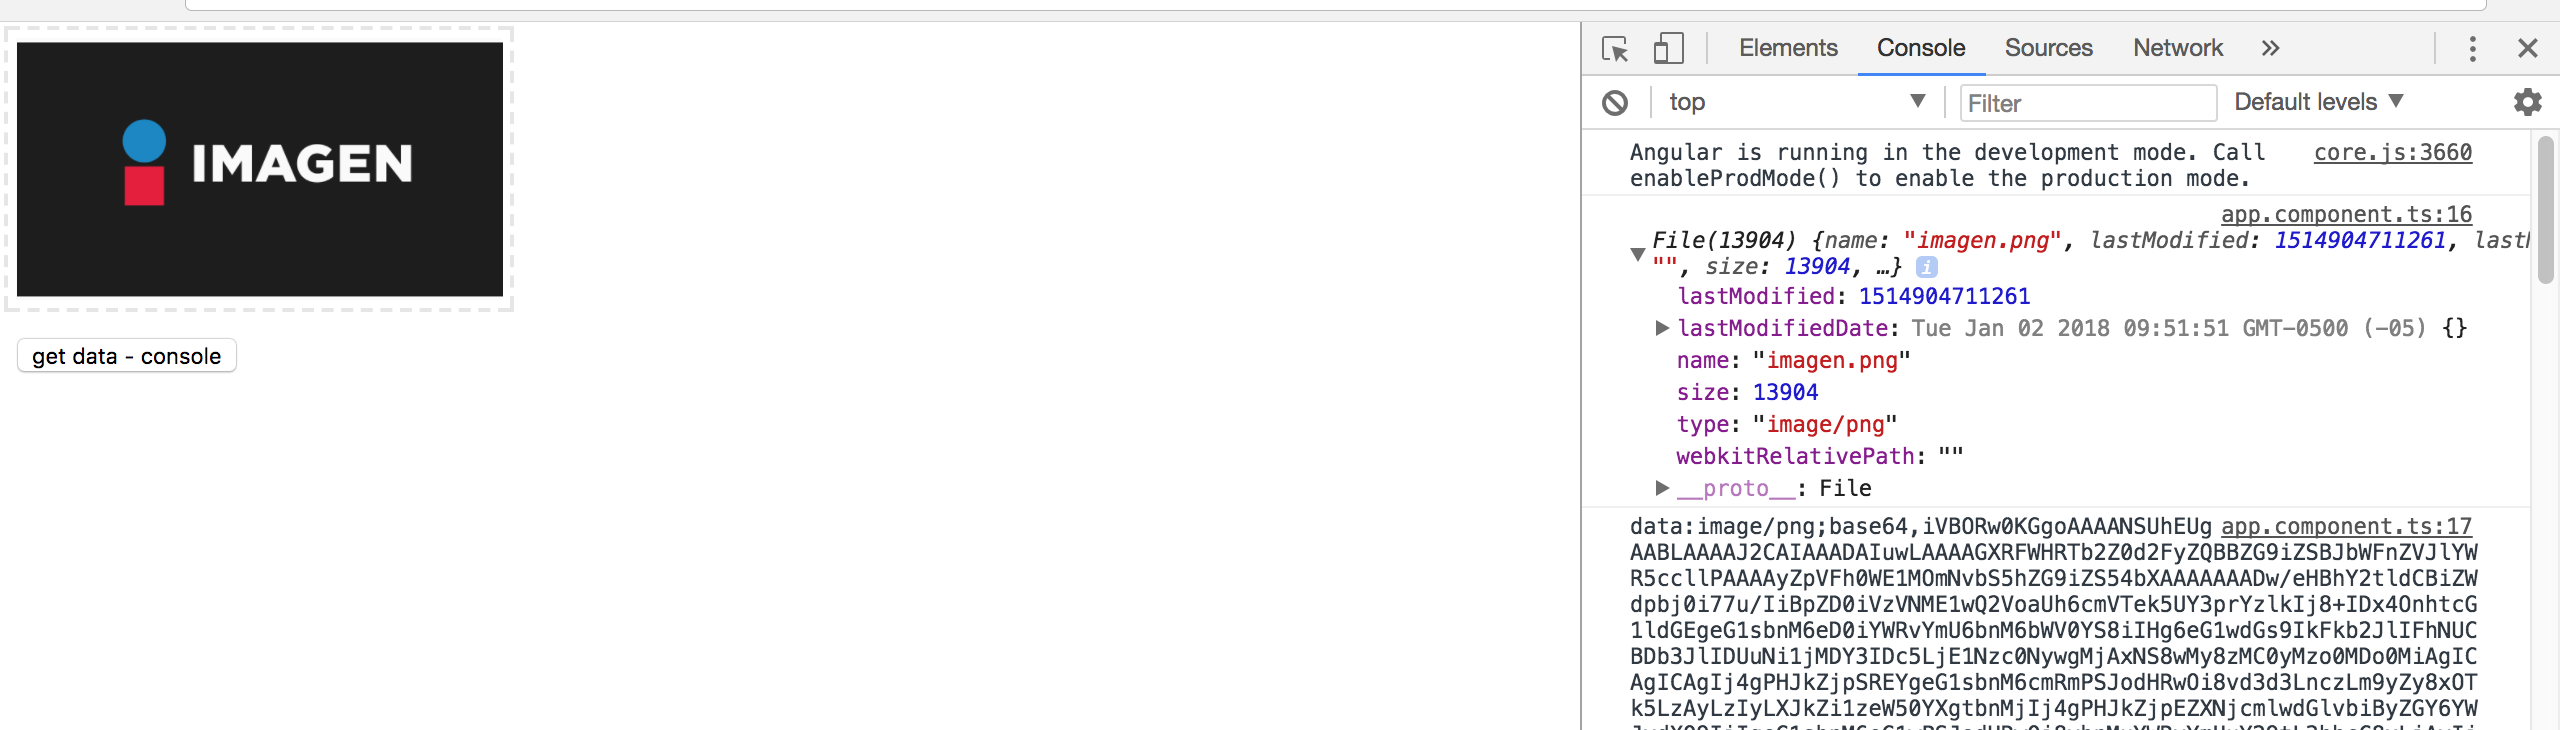 IMAGEN
get data - console
Elements Console Sources Network »
top Filter Default levels
Angular is running in the development mode. Call core.js:3660
enableProdMode() to enable the production mode.
app.component.ts:16
File(13904) {name: "imagen.png", lastModified: 1514904711261,
"", size: 13904, …} i
lastModified: 1514904711261
lastModifiedDate: Tue Jan 02 2018 09:51:51 GMT-0500 (-05) {}
name: "imagen.png"
size: 13904
type: "image/png"
webkitRelativePath: ""
__proto__: File
data:image/png;base64,iVBORw0KGgoAAAANSUhEUg app.component.ts:17
AABLAAAAJ2CAIAAADAIuwLAAAAGXRFWHRTb2Z0d2FyZQBBZG9iZSBJbWFnZVJlYW
R5ccllPAAAAyZpVFh0WE1MOmNvbS5hZG9iZS54bXAAAAAAADw/eHBhY2tldCBiZW
dpbj0i77u/IiBpZD0iVzVNME1wQ2VoaUh6cmVTek5UY3prYzlkIj8+IDx4OnhtcG
1ldGEgeG1sbnM6eD0iYWRvYmU6bnM6bWV0YS8iIHg6eG1wdGs9IkFkb2JlIFhNUC
BDb3JlIDUuNi1jMDY3IDc5LjE1Nzc0NywgMjAxNS8wMy8zMC0yMzo0MDo0MiAgIC
AgICAgIj4gPHJkZjpSREYgeG1sbnM6cmRmPSJodHRwOi8vd3d3LnczLm9yZy8xOT
k5LzAyLzIyLXJkZi1zeW50YXgtbnMjIj4gPHJkZjpEZXNjcmlwdGlvbiByZGY6YW